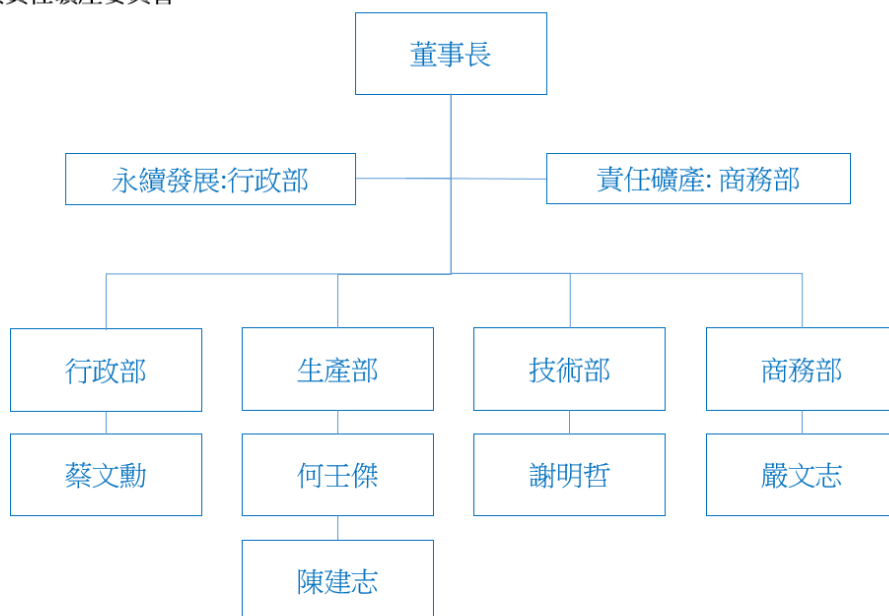 董事長
永續發展:行政部
責任礦產: 商務部
行政部
生產部
技術部
商務部
蔡文勳
何壬傑
謝明哲
嚴文志
陳建志